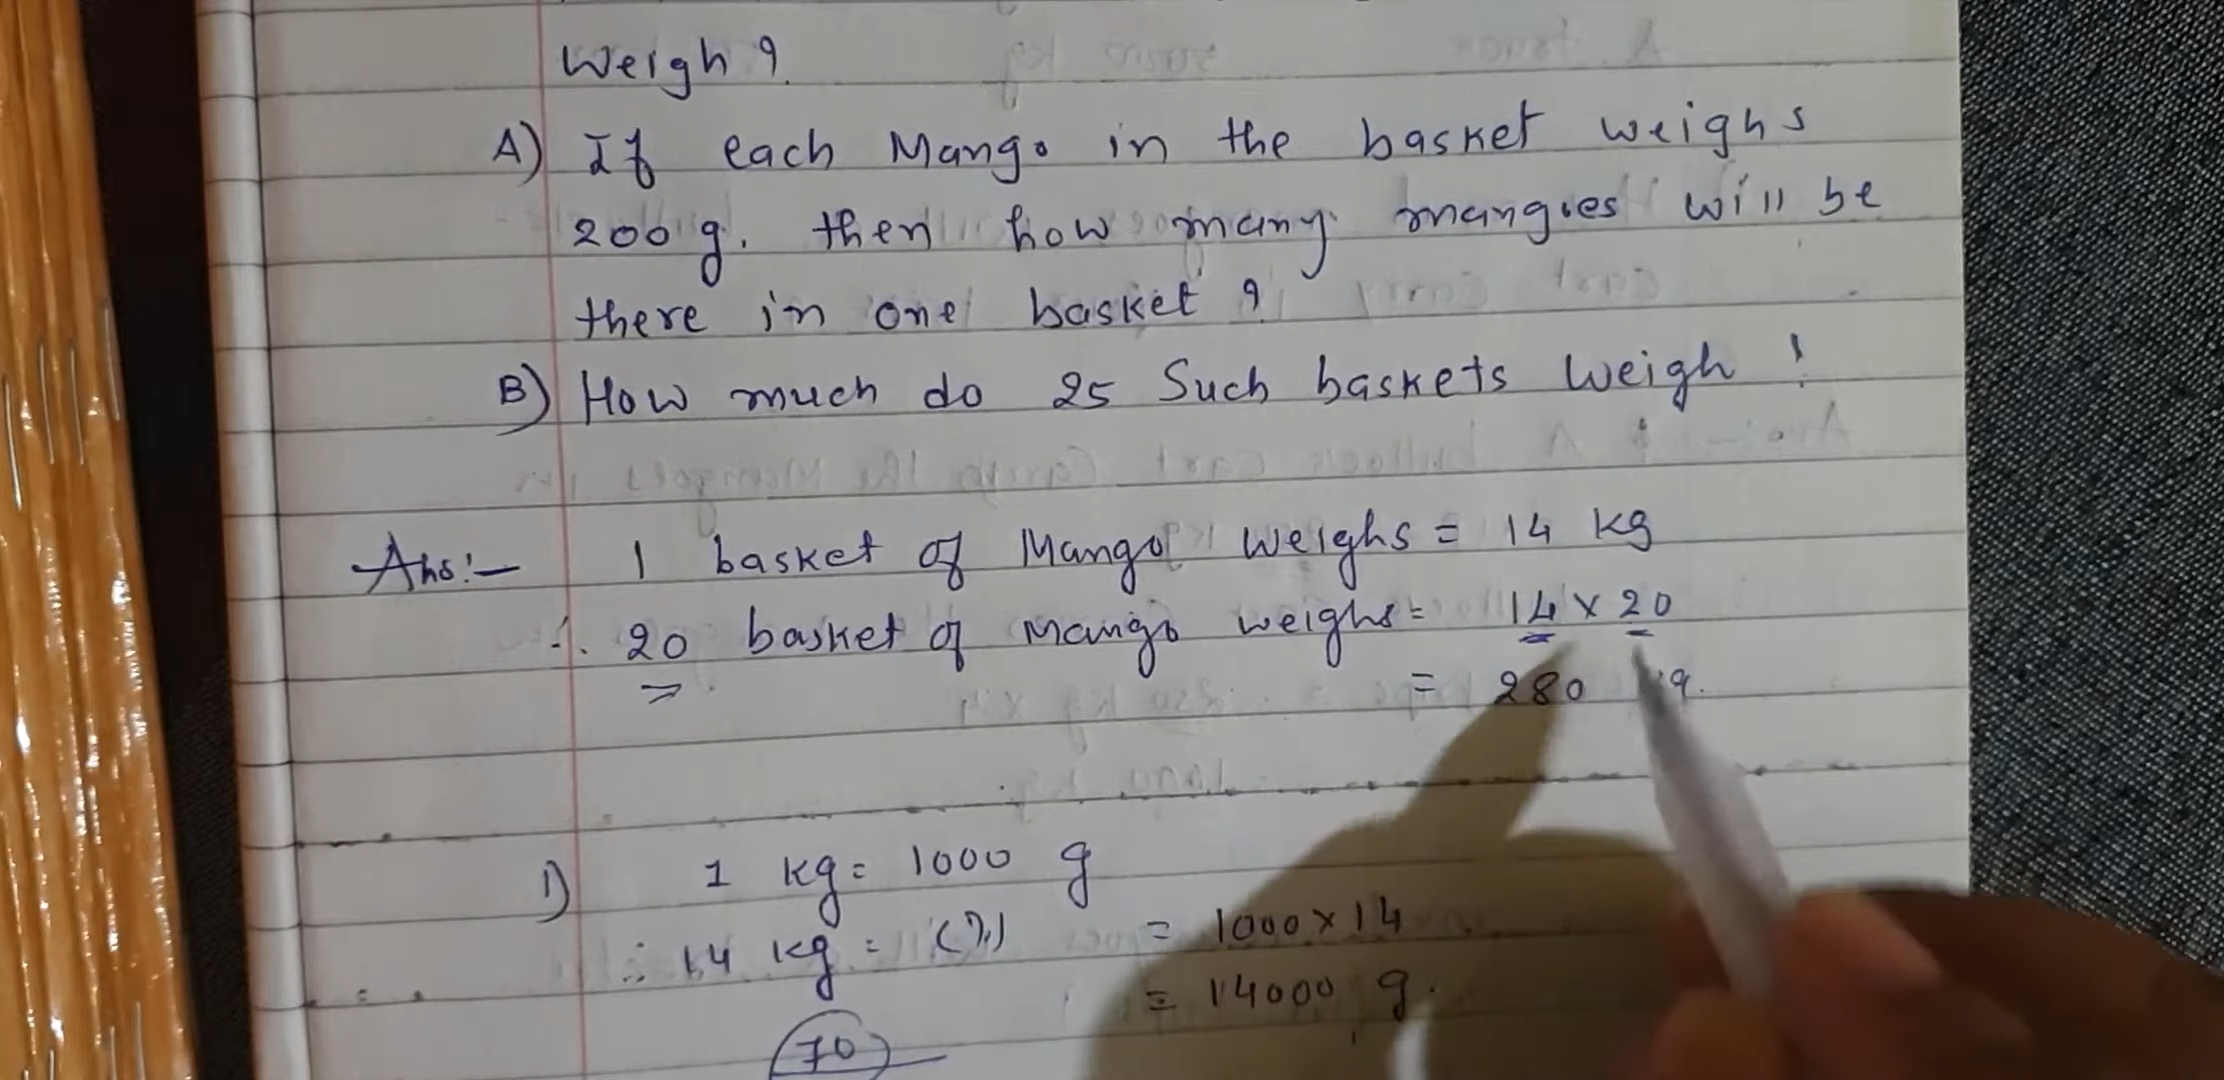 Weigh ?
A) If each Mango in the basket weighs
200 g. then how many mangoes will be
there in one basket ?
B) How much do 25 Such baskets weigh !
Ans:- 1 basket of Mango weighs = 14 kg
∴ 20 basket of Mango weighs = 14 x 20
= 280
1) 1 kg = 1000 g
∴ 14 kg = (?) = 1000 x 14
= 14000 g.
70